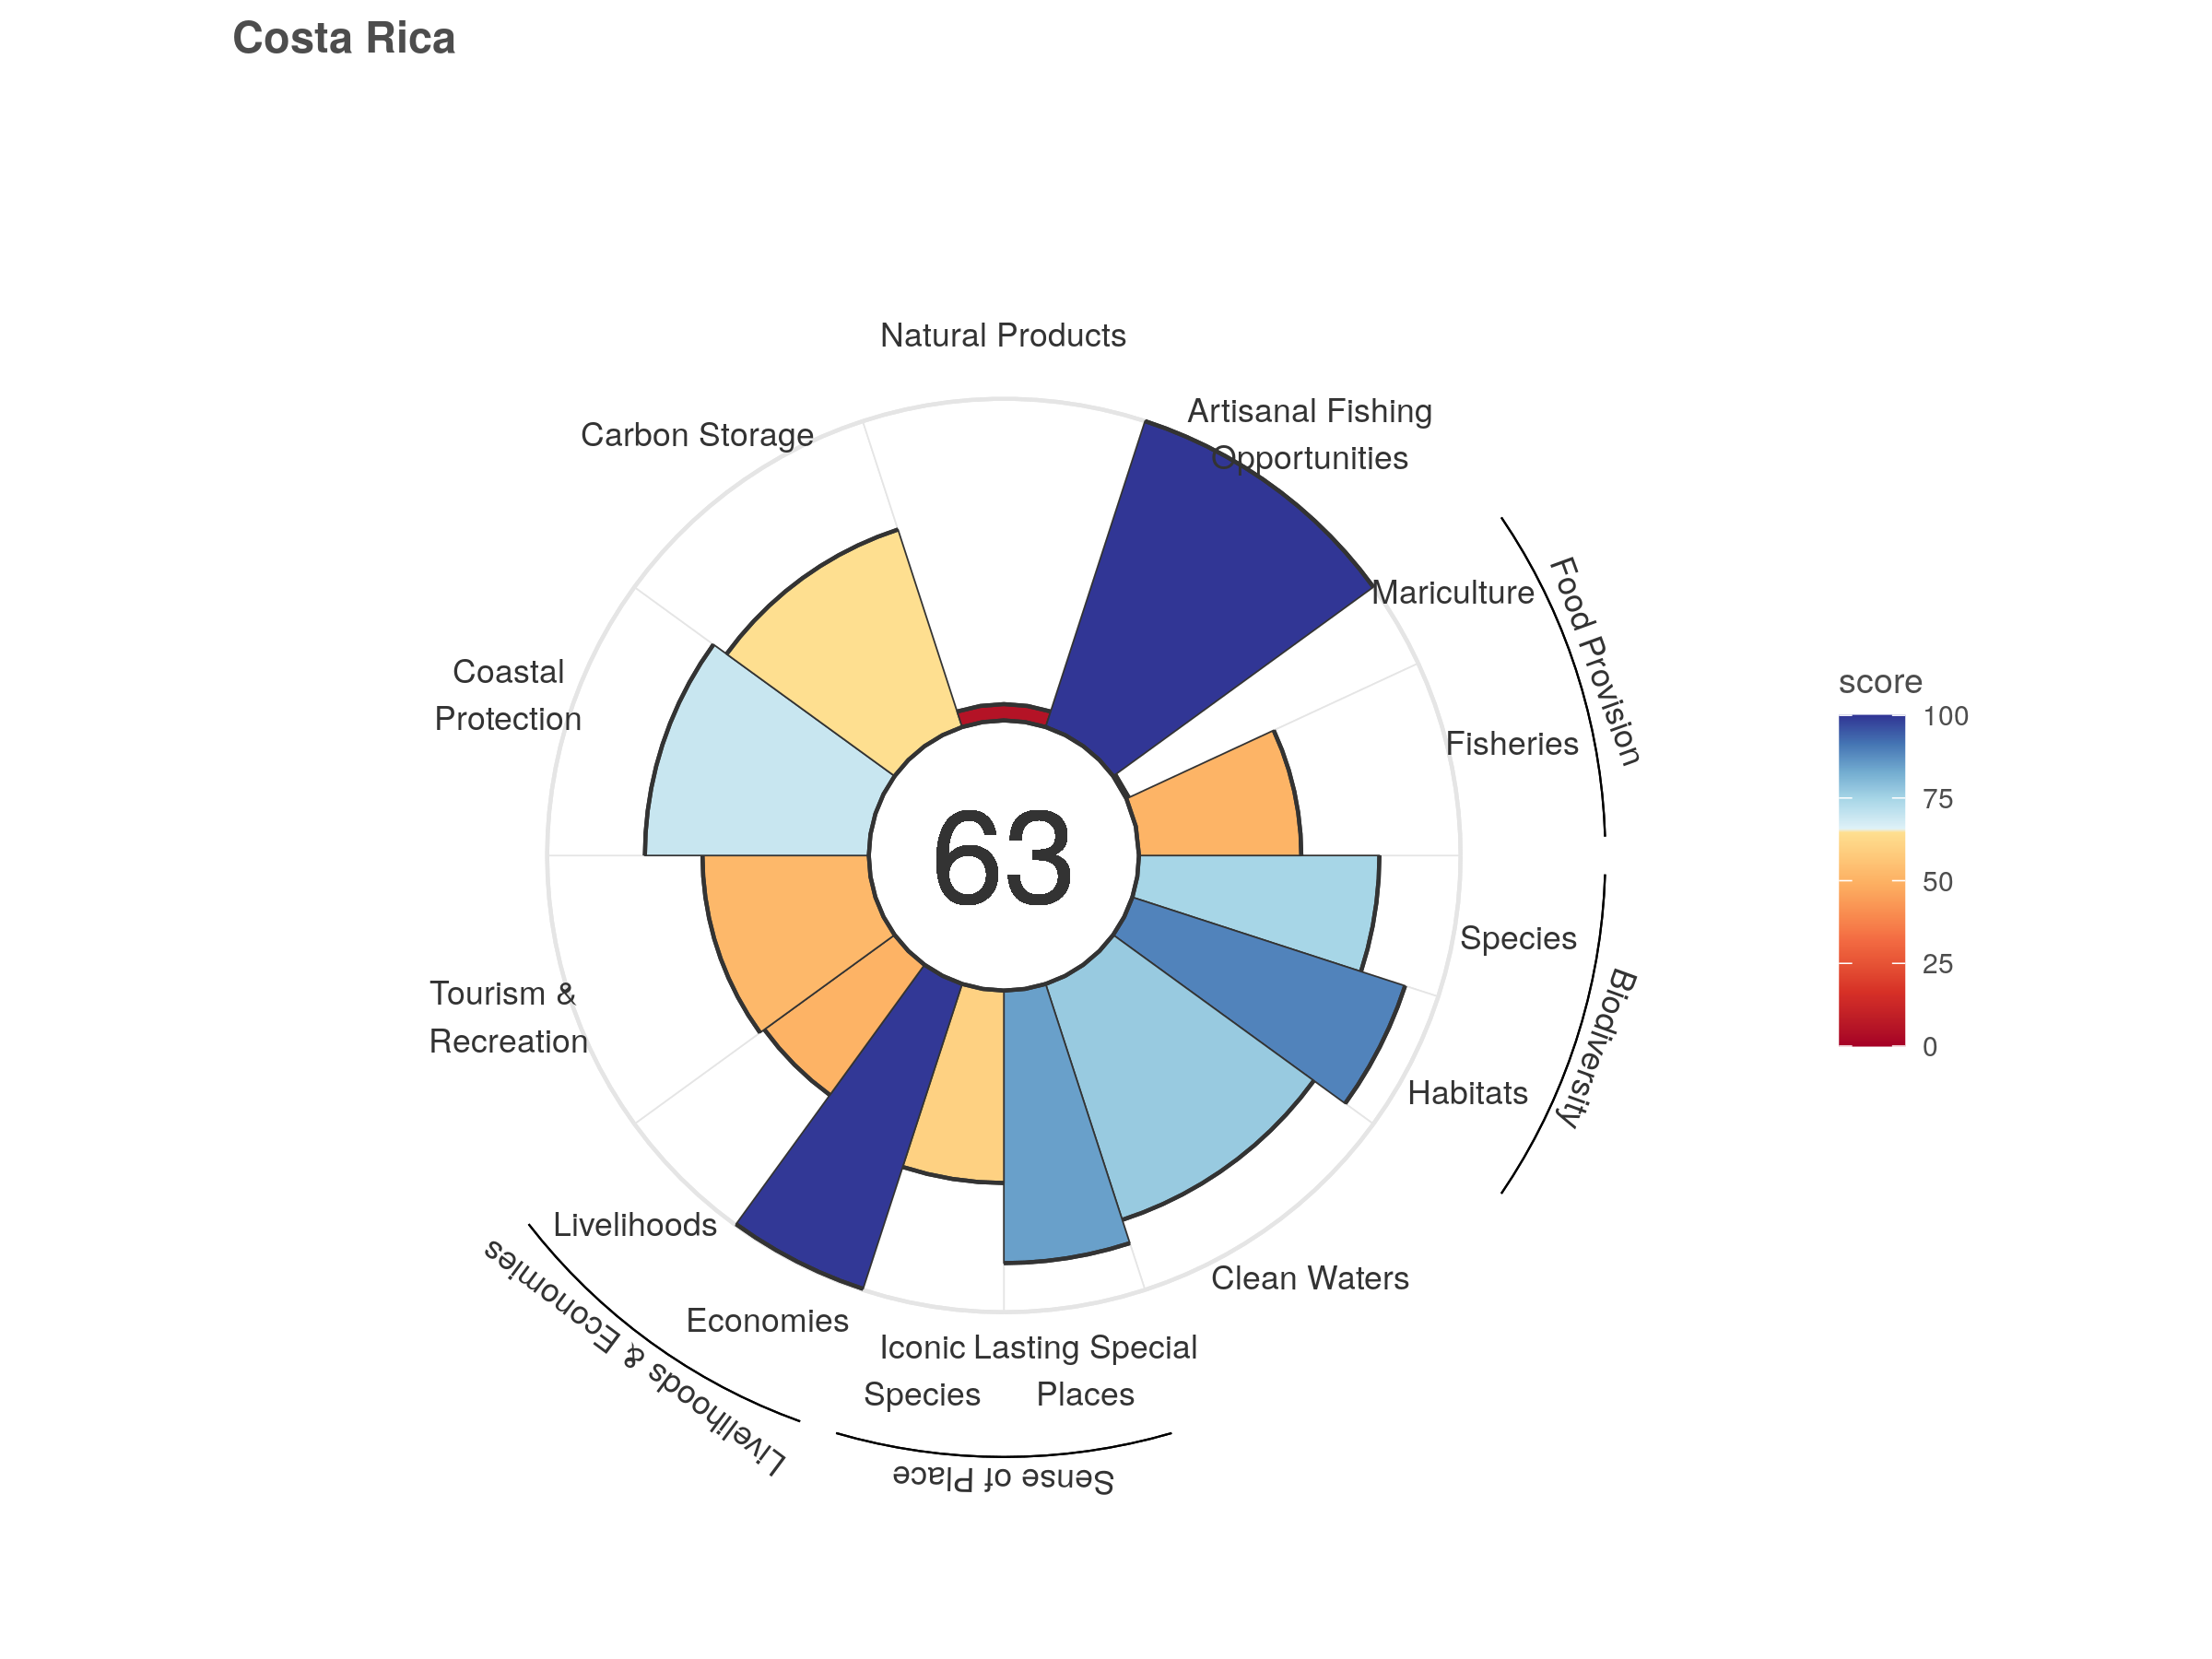 Costa Rica
Natural Products
Artisanal Fishing
Opportunities
Carbon Storage
Mariculture
Food Provision
Fisheries
Coastal
Protection
63
score
100
75
50
25
0
Species
Biodiversity
Habitats
Tourism &
Recreation
Livelihoods
Clean Waters
Economies
Iconic
Species
Lasting Special
Places
Livelihoods & Economies
Sense of Place